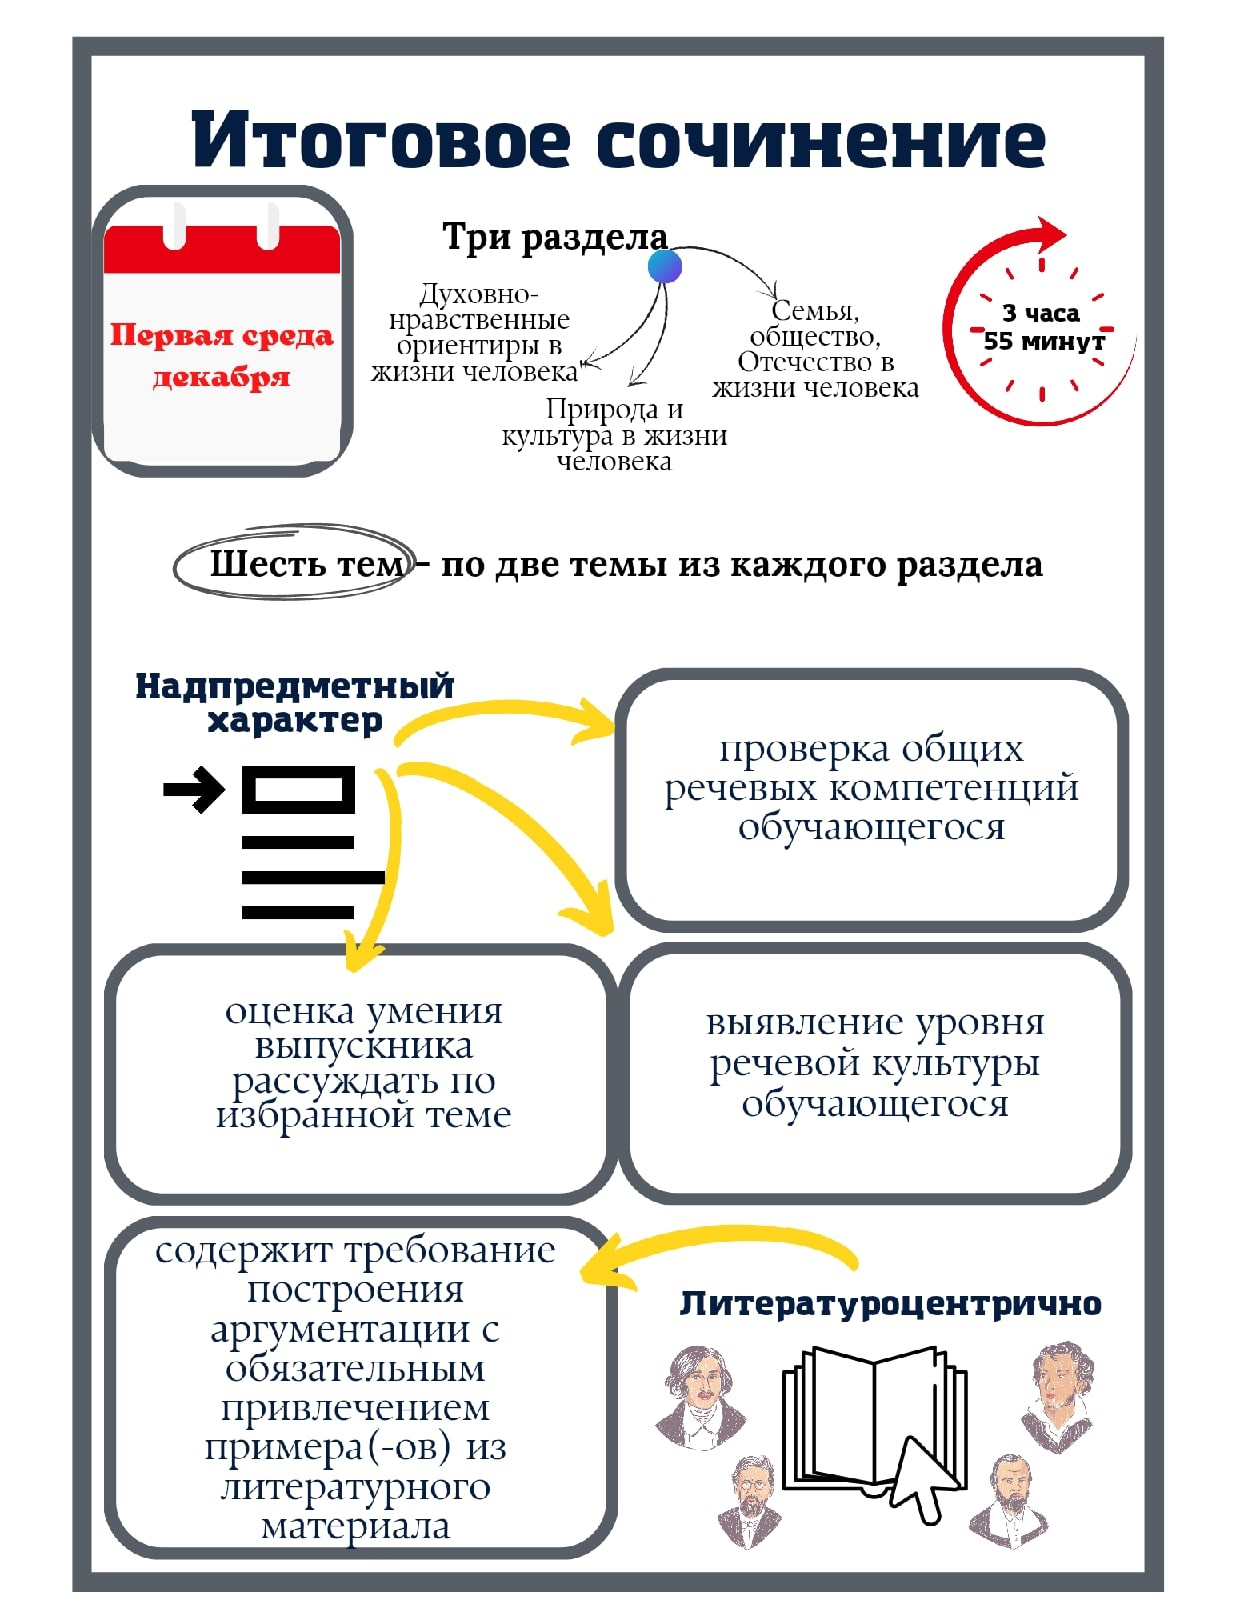 Итоговое сочинение
Первая среда
декабря
Три раздела
Духовно-
нравственные
ориентиры в
жизни человека
Природа и
культура в жизни
человека
Семья,
общество,
Отечество в
жизни человека
3 часа
55 минут
Шесть тем - по две темы из каждого раздела
Надпредметный
характер
проверка общих
речевых компетенций
обучающегося
оценка умения
выпускника
рассуждать по
избранной теме
выявление уровня
речевой культуры
обучающегося
содержит требование
построения
аргументации с
обязательным
привлечением
примера(-ов) из
литературного
материала
Литературоцентрично